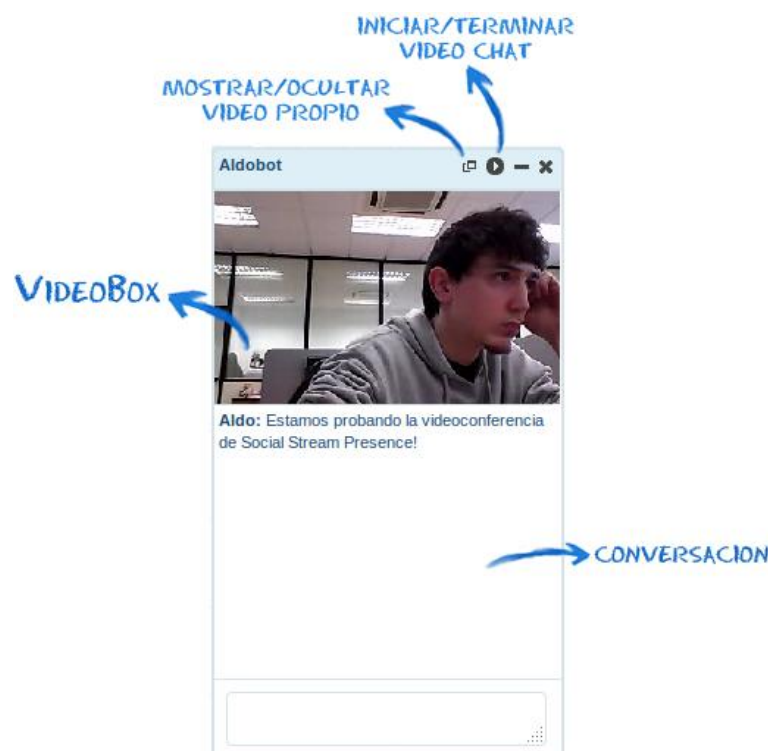 INICIAR/TERMINAR
VIDEO CHAT
MOSTRAR/OCULTAR
VIDEO PROPIO
Aldobot
VIDEOBOX
Aldo: Estamos probando la videoconferencia
de Social Stream Presence!
CONVERSACION